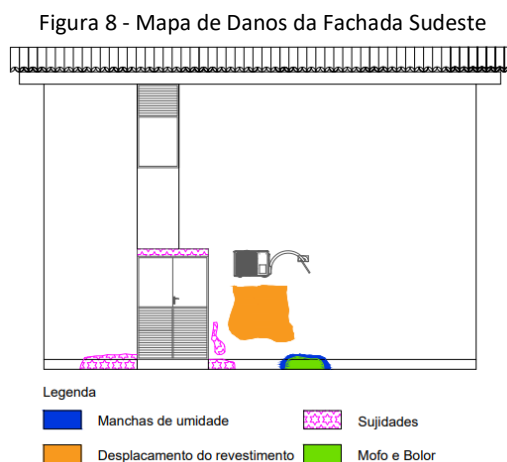 Figura 8 - Mapa de Danos da Fachada Sudeste
Legenda
Manchas de umidade
Sujidades
Desplacamento do revestimento
Mofo e Bolor